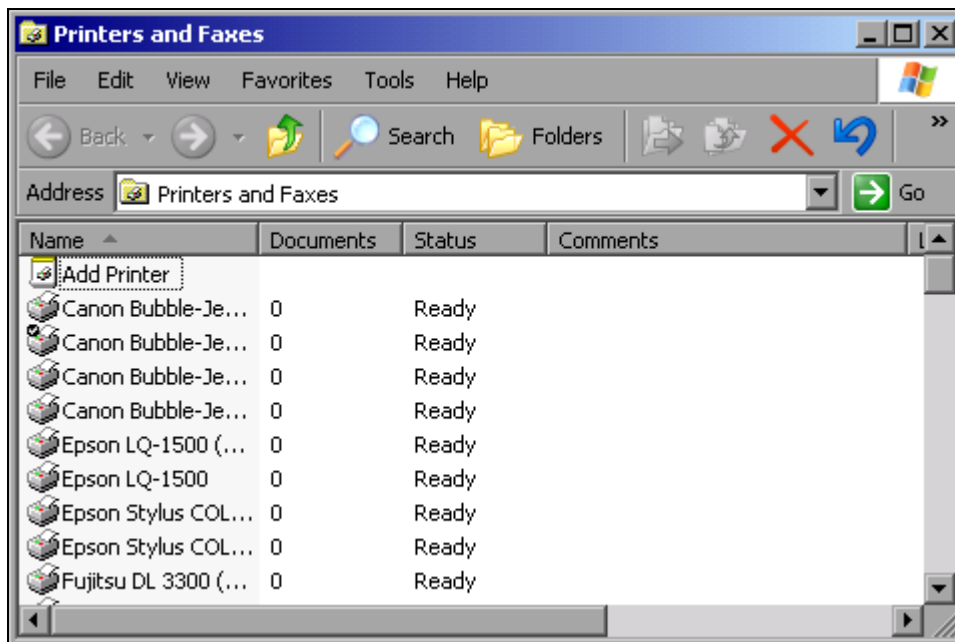 Printers and Faxes
File Edit View Favorites Tools Help
Back Search Folders »
Address Printers and Faxes Go
Name Documents Status Comments L
Add Printer
Canon Bubble-Je... 0 Ready
Canon Bubble-Je... 0 Ready
Canon Bubble-Je... 0 Ready
Canon Bubble-Je... 0 Ready
Epson LQ-1500 (... 0 Ready
Epson LQ-1500 0 Ready
Epson Stylus COL... 0 Ready
Epson Stylus COL... 0 Ready
Fujitsu DL 3300 (... 0 Ready